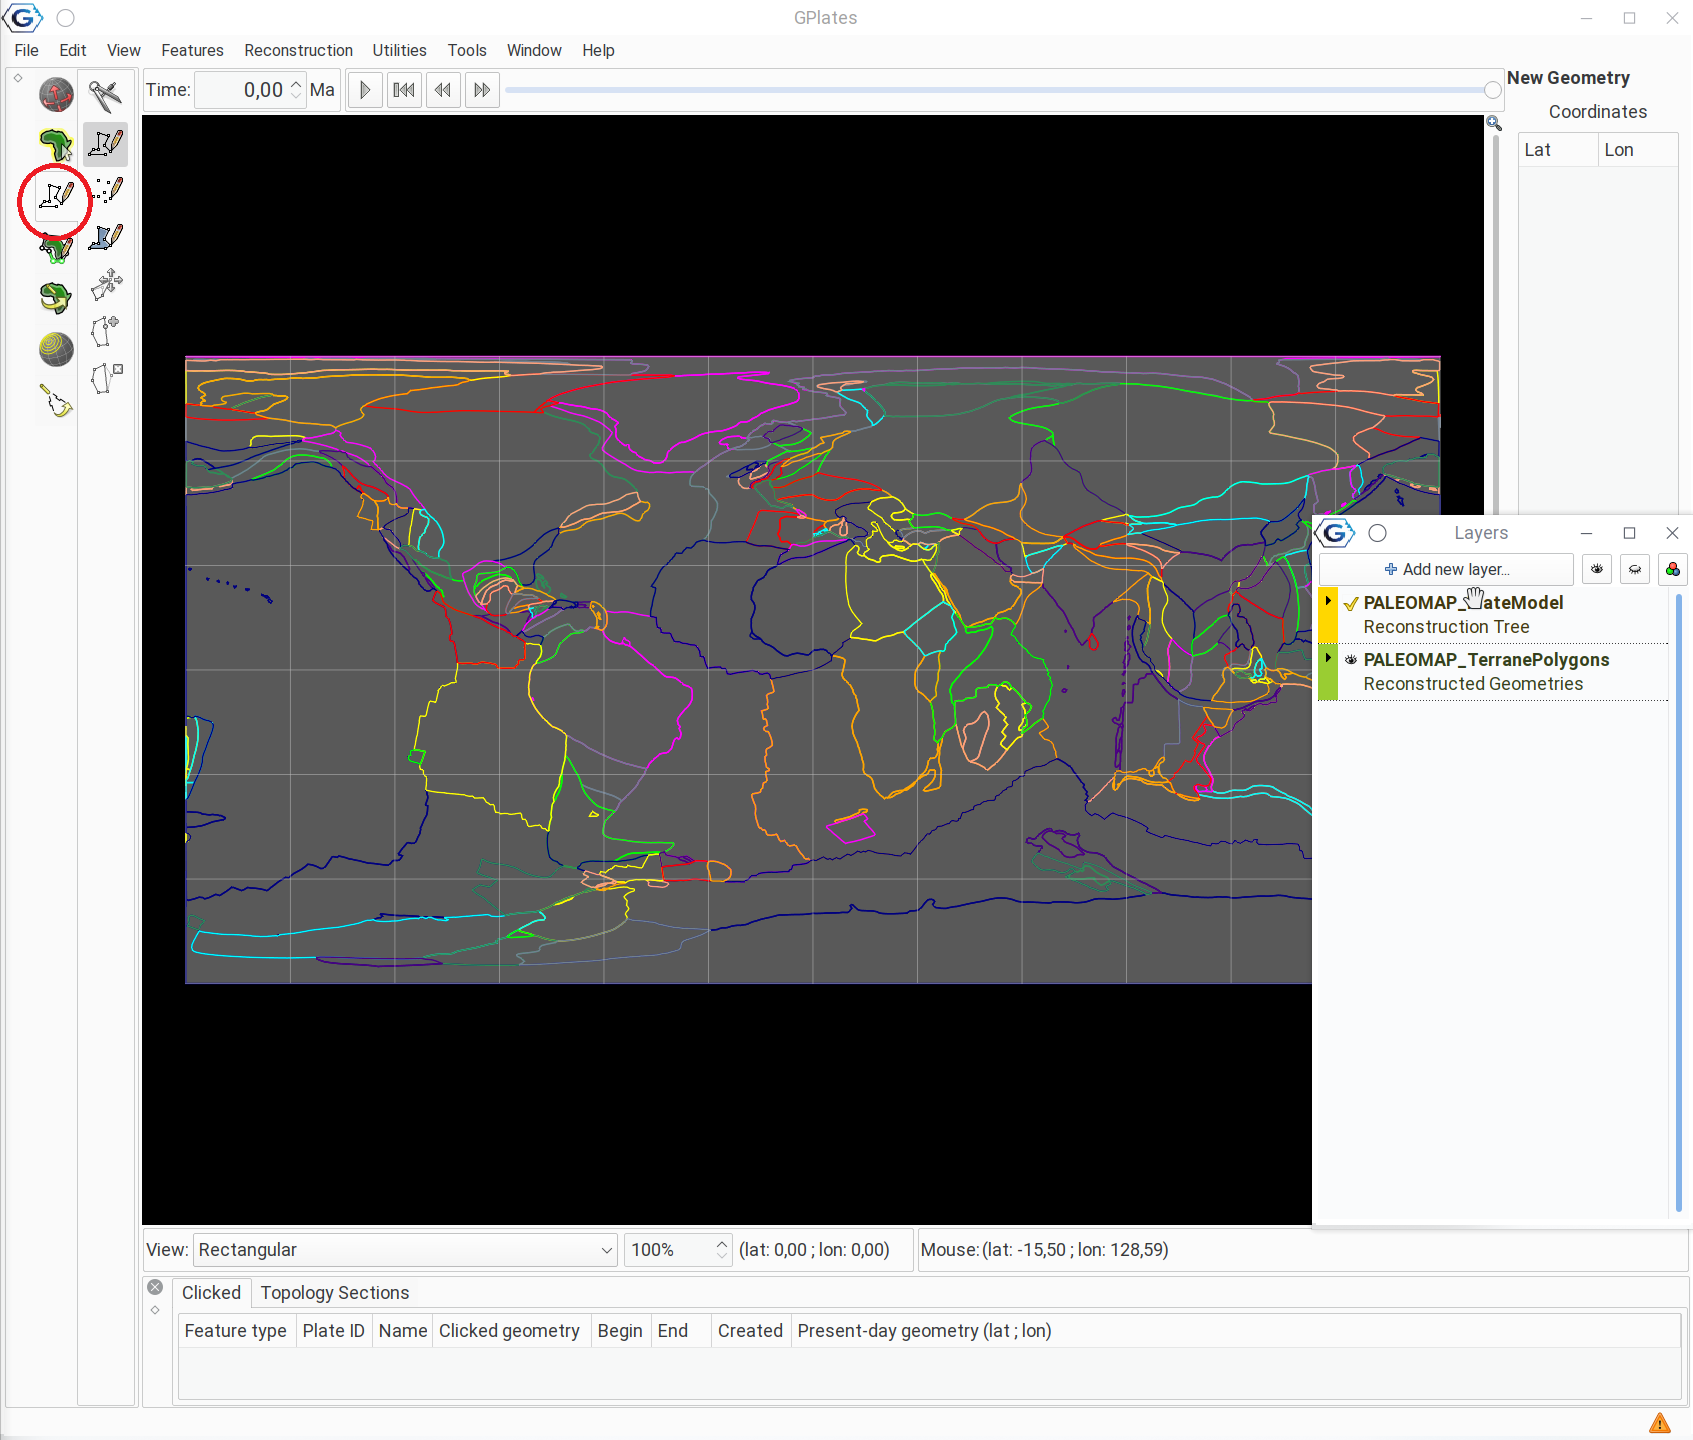 GPlates
File Edit View Features Reconstruction Utilities Tools Window Help
Time: 0,00 Ma
New Geometry
Coordinates
Lat Lon
Layers
Add new layer...
PALEOMAP_ ateModel
Reconstruction Tree
PALEOMAP_TerranePolygons
Reconstructed Geometries
View: Rectangular 100% (lat: 0,00 ; lon: 0,00) Mouse: (lat: -15,50 ; lon: 128,59)
Clicked Topology Sections
Feature type Plate ID Name Clicked geometry Begin End Created Present-day geometry (lat ; lon)